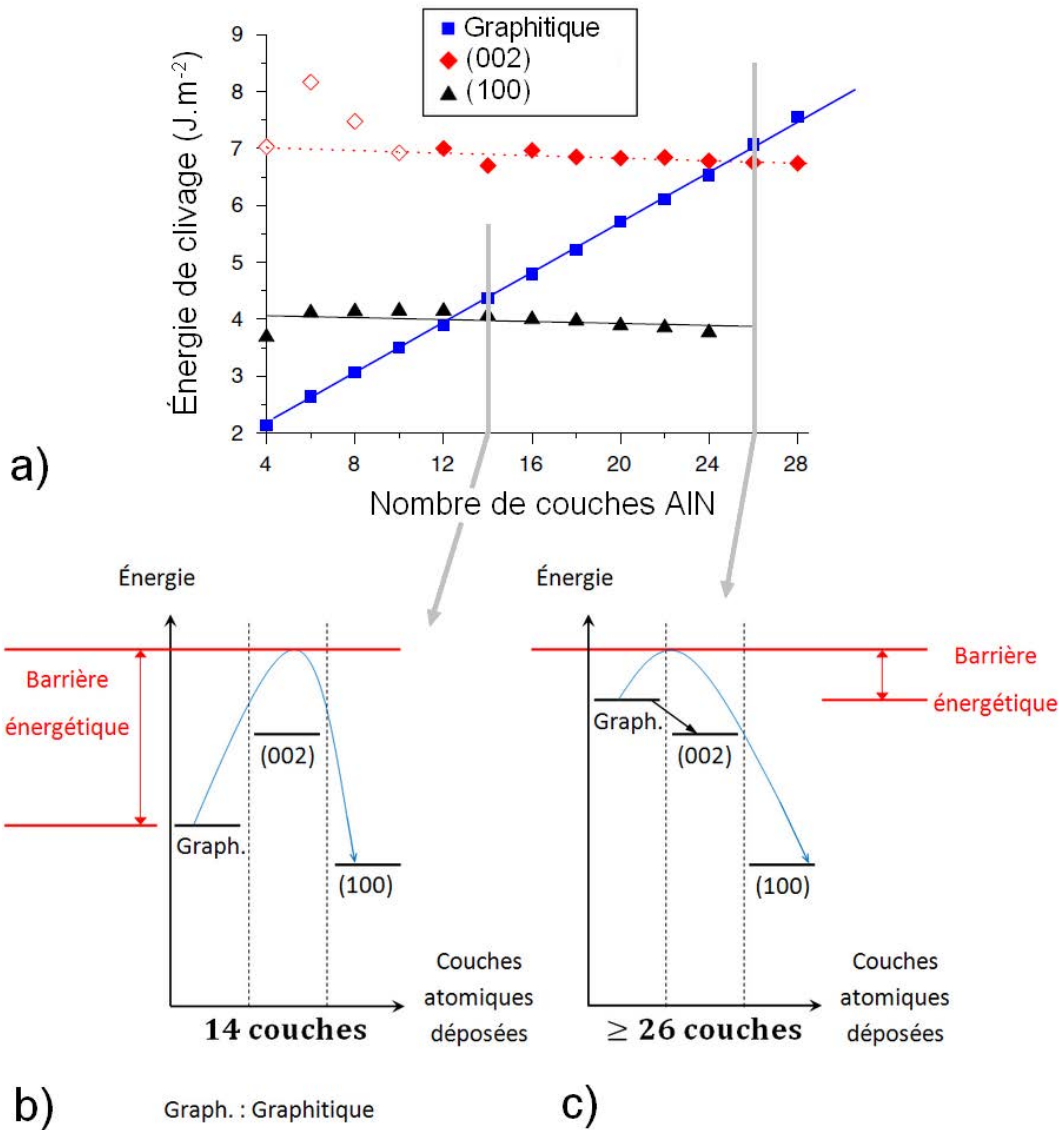 Graphitique
(002)
(100)
Énergie de clivage (J.m⁻²)
9
8
7
6
5
4
3
2
4
8
12
16
20
24
28
Nombre de couches AlN
a)
Énergie
Barrière
énergétique
Graph.
(002)
(100)
Couches
atomiques
déposées
14 couches
b)
Graph. : Graphitique
Énergie
Barrière
énergétique
Graph.
(002)
(100)
Couches
atomiques
déposées
≥ 26 couches
c)